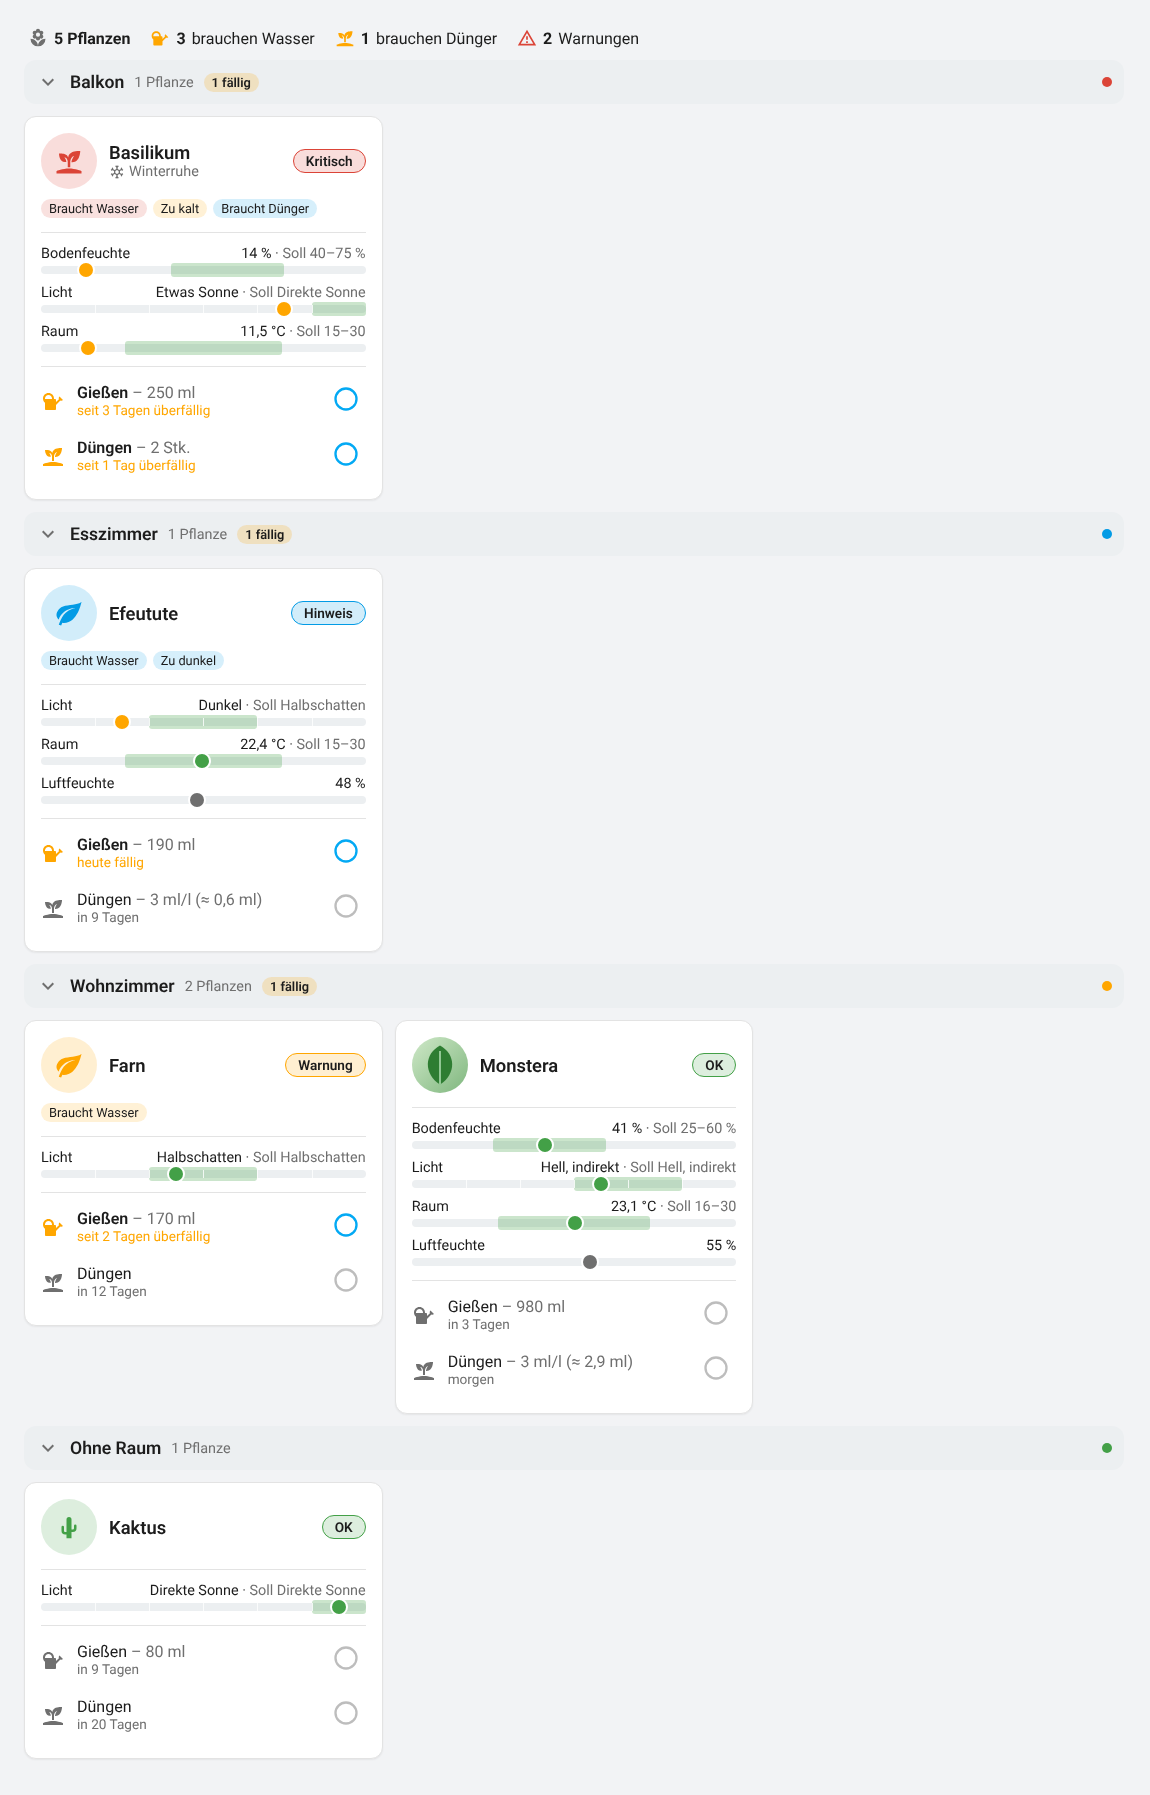 5 Pflanzen 3 brauchen Wasser 1 brauchen Dünger 2 Warnungen
Balkon 1 Pflanze 1 fällig
Basilikum
Winterruhe
Kritisch
Braucht Wasser Zu kalt Braucht Dünger
Bodenfeuchte 14 % · Soll 40–75 %
Licht Etwas Sonne · Soll Direkte Sonne
Raum 11,5 °C · Soll 15–30
Gießen – 250 ml
seit 3 Tagen überfällig
Düngen – 2 Stk.
seit 1 Tag überfällig
Esszimmer 1 Pflanze 1 fällig
Efeutute Hinweis
Braucht Wasser Zu dunkel
Licht Dunkel · Soll Halbschatten
Raum 22,4 °C · Soll 15–30
Luftfeuchte 48 %
Gießen – 190 ml
heute fällig
Düngen – 3 ml/l (≈ 0,6 ml)
in 9 Tagen
Wohnzimmer 2 Pflanzen 1 fällig
Farn Warnung
Braucht Wasser
Licht Halbschatten · Soll Halbschatten
Gießen – 170 ml
seit 2 Tagen überfällig
Düngen
in 12 Tagen
Monstera OK
Bodenfeuchte 41 % · Soll 25–60 %
Licht Hell, indirekt · Soll Hell, indirekt
Raum 23,1 °C · Soll 16–30
Luftfeuchte 55 %
Gießen – 980 ml
in 3 Tagen
Düngen – 3 ml/l (≈ 2,9 ml)
morgen
Ohne Raum 1 Pflanze
Kaktus OK
Licht Direkte Sonne · Soll Direkte Sonne
Gießen – 80 ml
in 9 Tagen
Düngen
in 20 Tagen